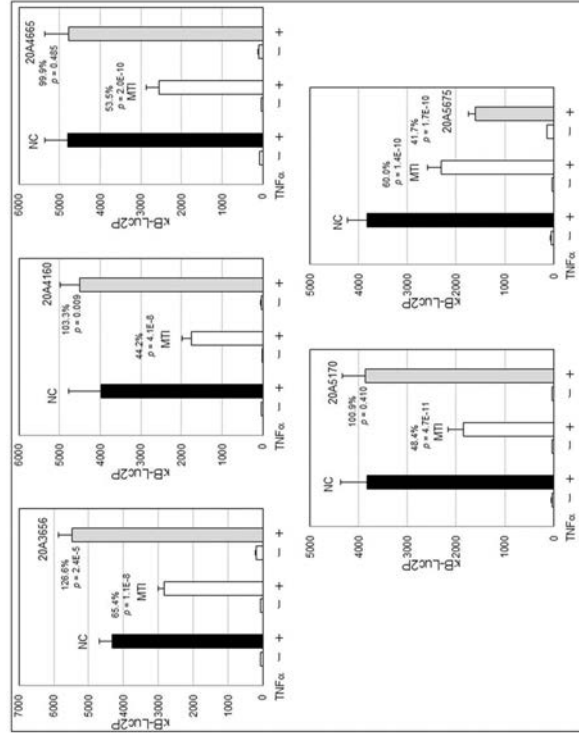 κB-Luc2P
7000
6000
5000
4000
3000
2000
1000
0
NC
65.4%
p = 1.1E-8
MTI
126.6%
p = 2.4E-5
20A3656
TNFα − + − + − +
κB-Luc2P
6000
5000
4000
3000
2000
1000
0
NC
44.2%
p = 4.1E-8
MTI
103.3%
p = 0.009
20A4160
TNFα − + − + − +
κB-Luc2P
6000
5000
4000
3000
2000
1000
0
NC
53.5%
p = 2.0E-10
MTI
99.9%
p = 0.485
20A4665
TNFα − + − + − +
κB-Luc2P
5000
4000
3000
2000
1000
0
NC
48.4%
p = 4.7E-11
MTI
100.9%
p = 0.410
20A5170
TNFα − + − + − +
κB-Luc2P
5000
4000
3000
2000
1000
0
NC
60.0%
p = 1.4E-10
MTI
41.7%
p = 1.7E-10
20A5675
TNFα − + − + − +